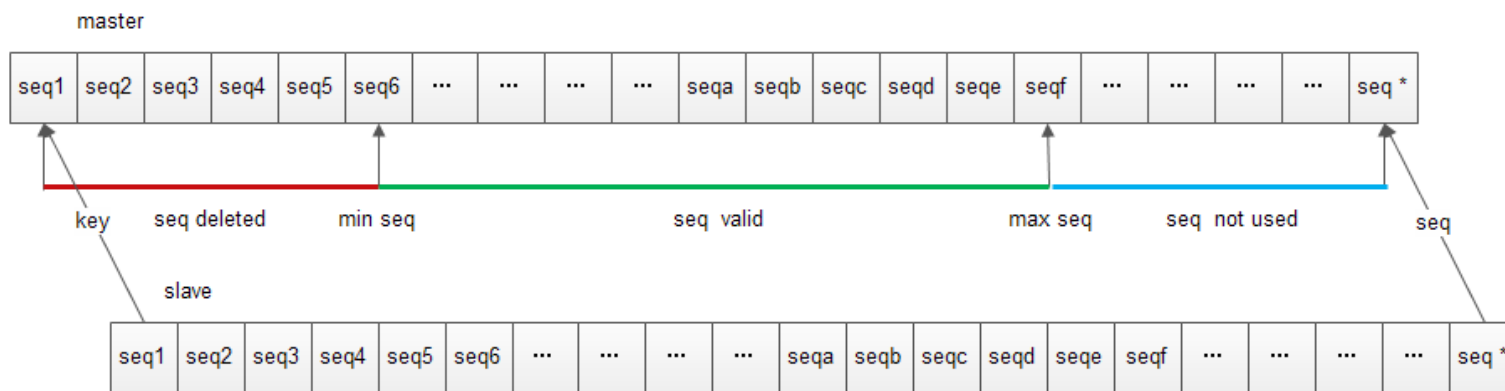 master
seq1 seq2 seq3 seq4 seq5 seq6 ... ... ... ... seqa seqb seqc seqd seqe seqf ... ... ... ... seq *
key seq deleted min seq seq valid max seq seq not used seq
slave
seq1 seq2 seq3 seq4 seq5 seq6 ... ... ... ... seqa seqb seqc seqd seqe seqf ... ... ... ... seq *